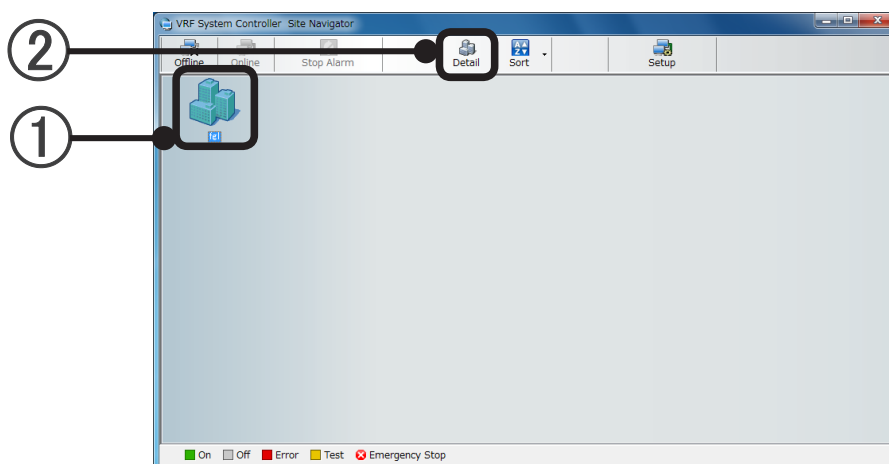 VRF System Controller Site Navigator
②
Offline Online Stop Alarm Detail Sort Setup
①
fgl
On Off Error Test Emergency Stop